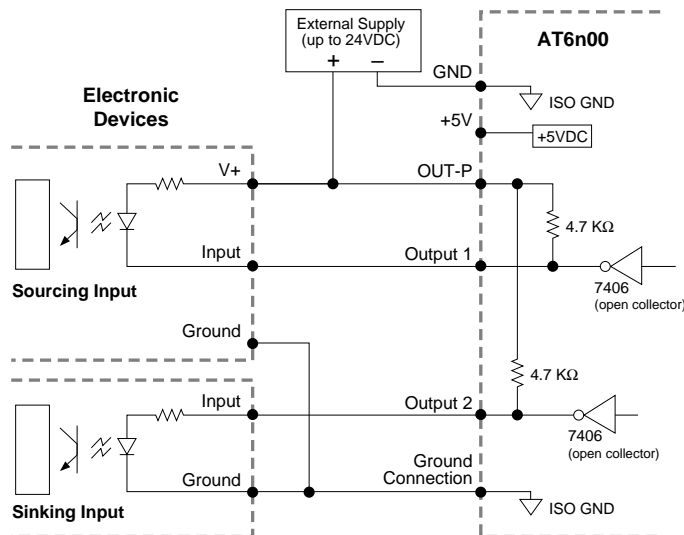 External Supply
(up to 24VDC)
+ –
AT6n00
GND
ISO GND
Electronic
Devices
+5V
+5VDC
V+
OUT-P
4.7 KΩ
Input
Output 1
7406
(open collector)
Sourcing Input
Ground
4.7 KΩ
Input
Output 2
7406
(open collector)
Ground
Ground
Connection
ISO GND
Sinking Input